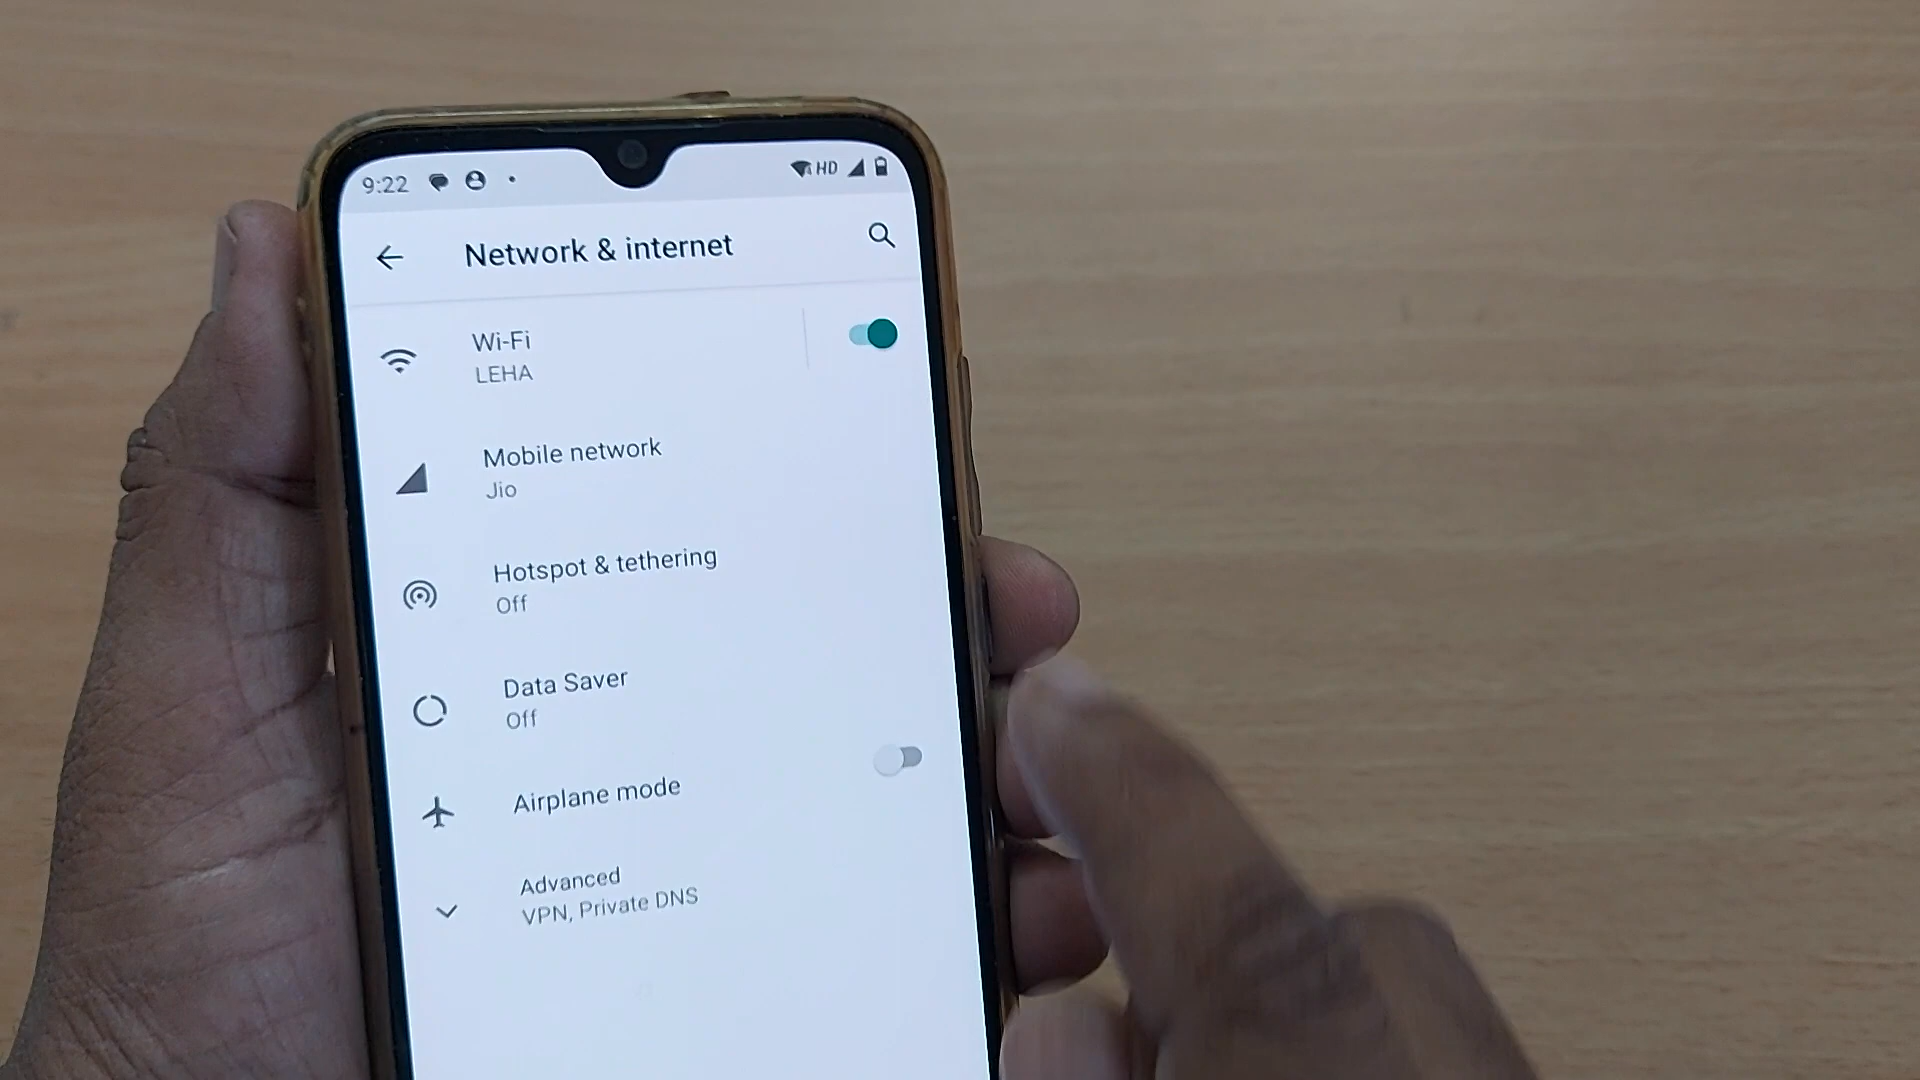 9:22
HD
Network & internet
Wi-Fi
LEHA
Mobile network
Jio
Hotspot & tethering
Off
Data Saver
Off
Airplane mode
Advanced
VPN, Private DNS